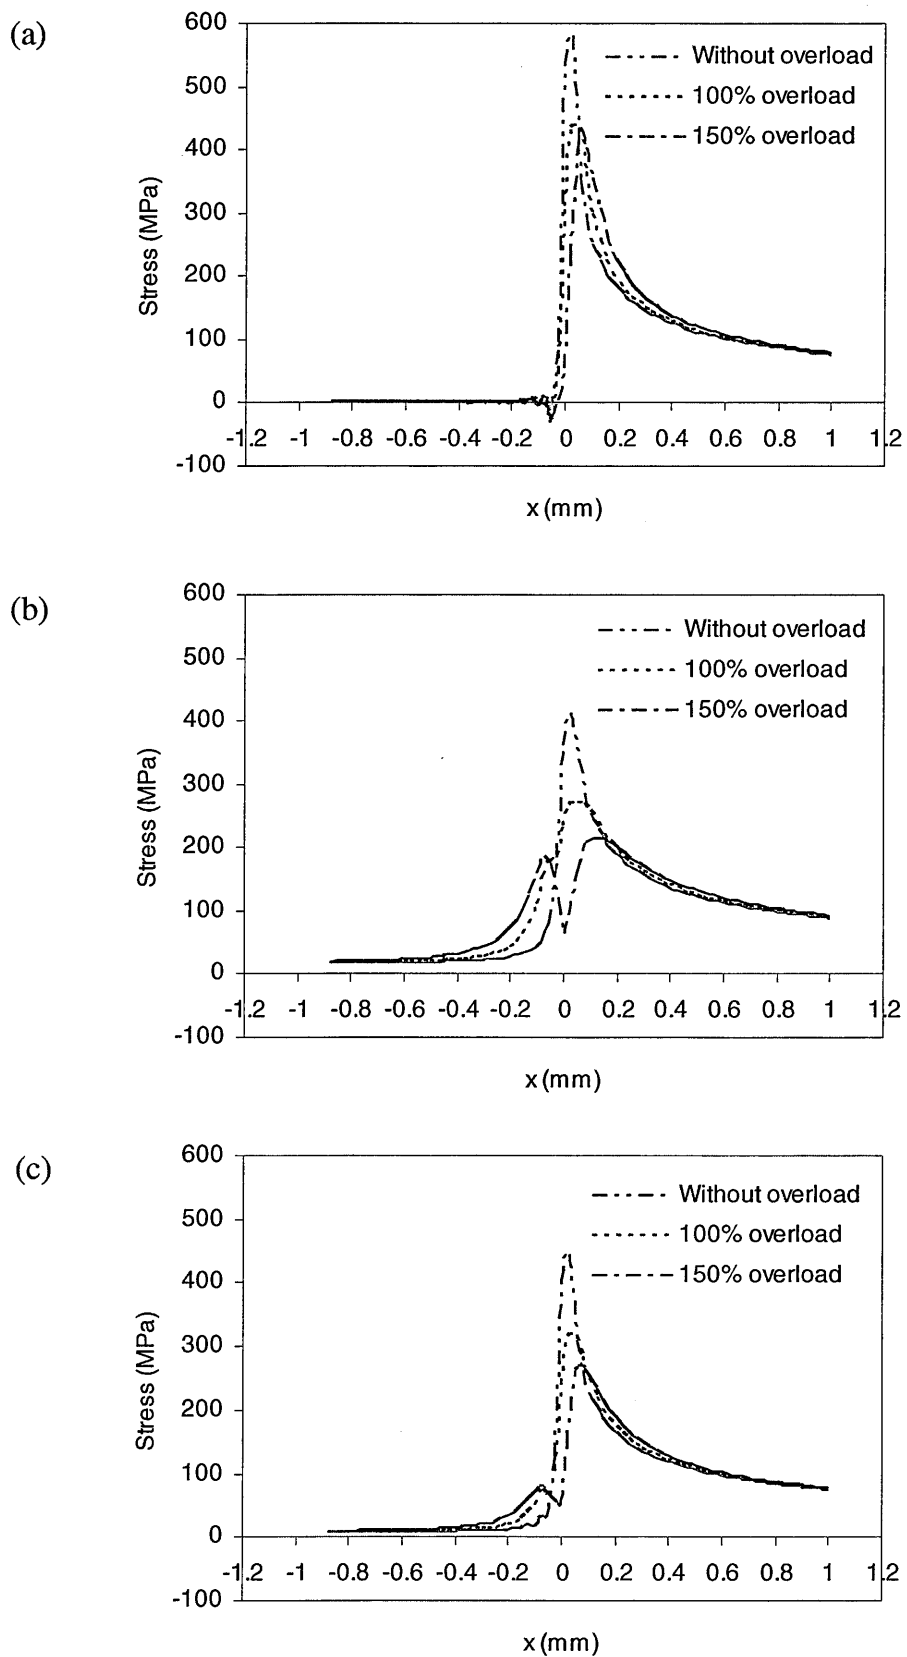 (a)
600
500
400
300
200
100
0
-100
Stress (MPa)
Without overload
100% overload
150% overload
-1.2 -1 -0.8 -0.6 -0.4 -0.2 0 0.2 0.4 0.6 0.8 1 1.2
x (mm)
(b)
600
500
400
300
200
100
0
-100
Stress (MPa)
Without overload
100% overload
150% overload
-1.2 -1 -0.8 -0.6 -0.4 -0.2 0 0.2 0.4 0.6 0.8 1 1.2
x (mm)
(c)
600
500
400
300
200
100
0
-100
Stress (MPa)
Without overload
100% overload
150% overload
-1.2 -1 -0.8 -0.6 -0.4 -0.2 0 0.2 0.4 0.6 0.8 1 1.2
x (mm)